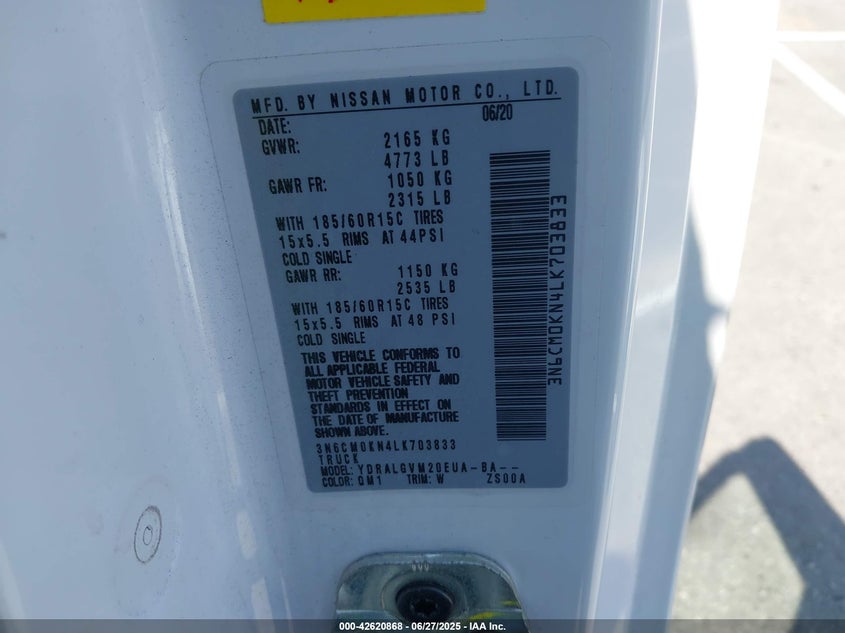 MFD. BY NISSAN MOTOR CO., LTD.
DATE: 06/20
GVWR: 2165 KG
4773 LB
GAWR FR: 1050 KG
2315 LB
WITH 185/60R15C TIRES
15x5.5 RIMS AT 44PSI
COLD SINGLE
GAWR RR: 1150 KG
2535 LB
WITH 185/60R15C TIRES
15x5.5 RIMS AT 48 PSI
COLD SINGLE
THIS VEHICLE CONFORMS TO
ALL APPLICABLE FEDERAL
MOTOR VEHICLE SAFETY AND
THEFT PREVENTION
STANDARDS IN EFFECT ON
THE DATE OF MANUFACTURE
SHOWN ABOVE.
3N6CM0KN4LK703833
TRUCK
MODEL: YDRALGVM20EUA-BA--
COLOR: QM1 TRIM: W ZS00A
3N6CM0KN4LK703833
000-42620868 - 06/27/2025 - IAA Inc.